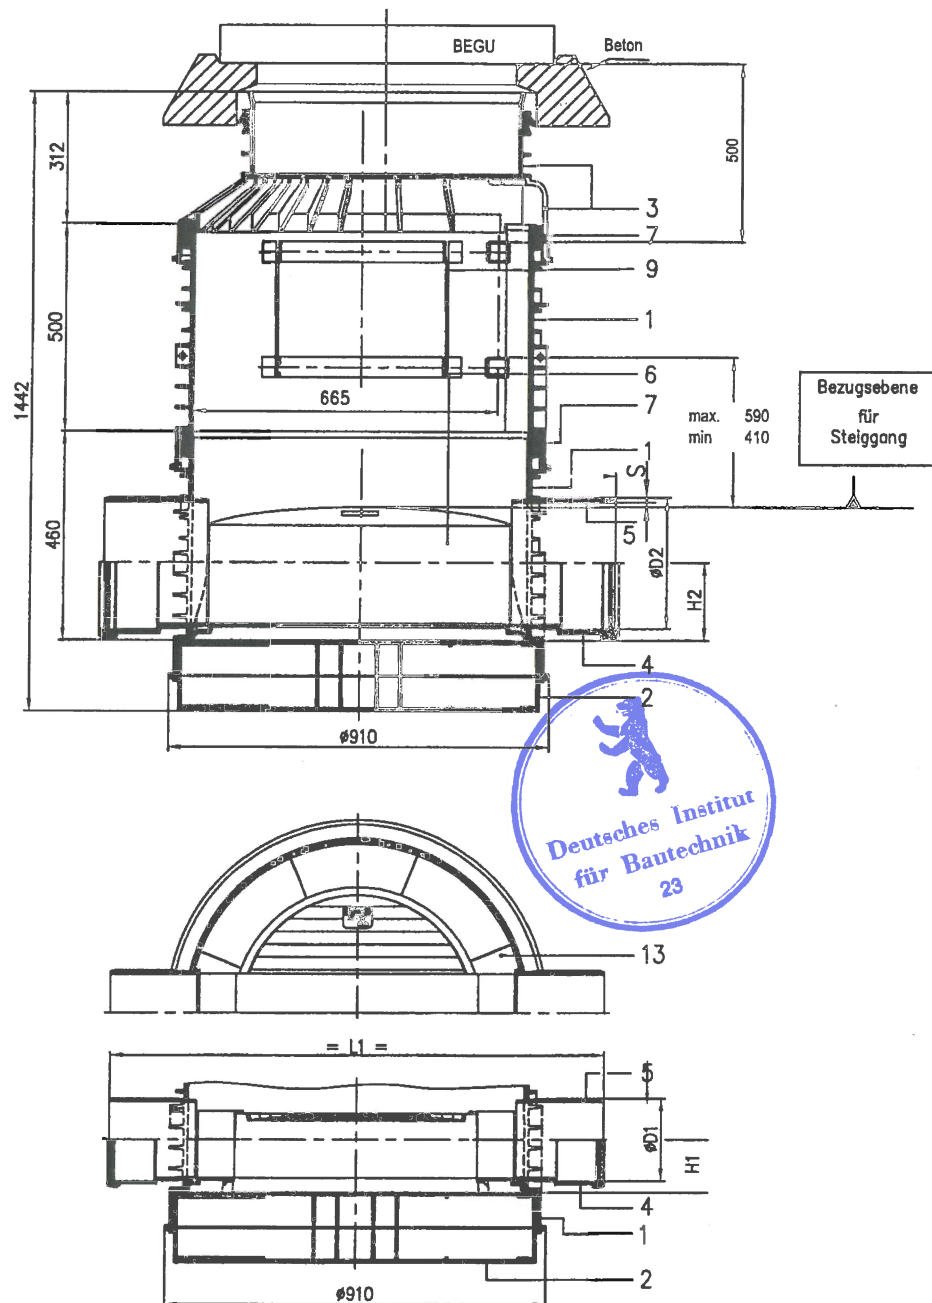 BEGU
Beton
312
500
3
7
9
500
1
1442
6
665
max. 590
min 410
Bezugsebene
für
Steiggang
7
1
S
460
5
øD2
H2
4
2
ø910
Deutsches Institut
für Bautechnik
23
13
= L1 =
5
øD1
H1
4
1
2
ø910